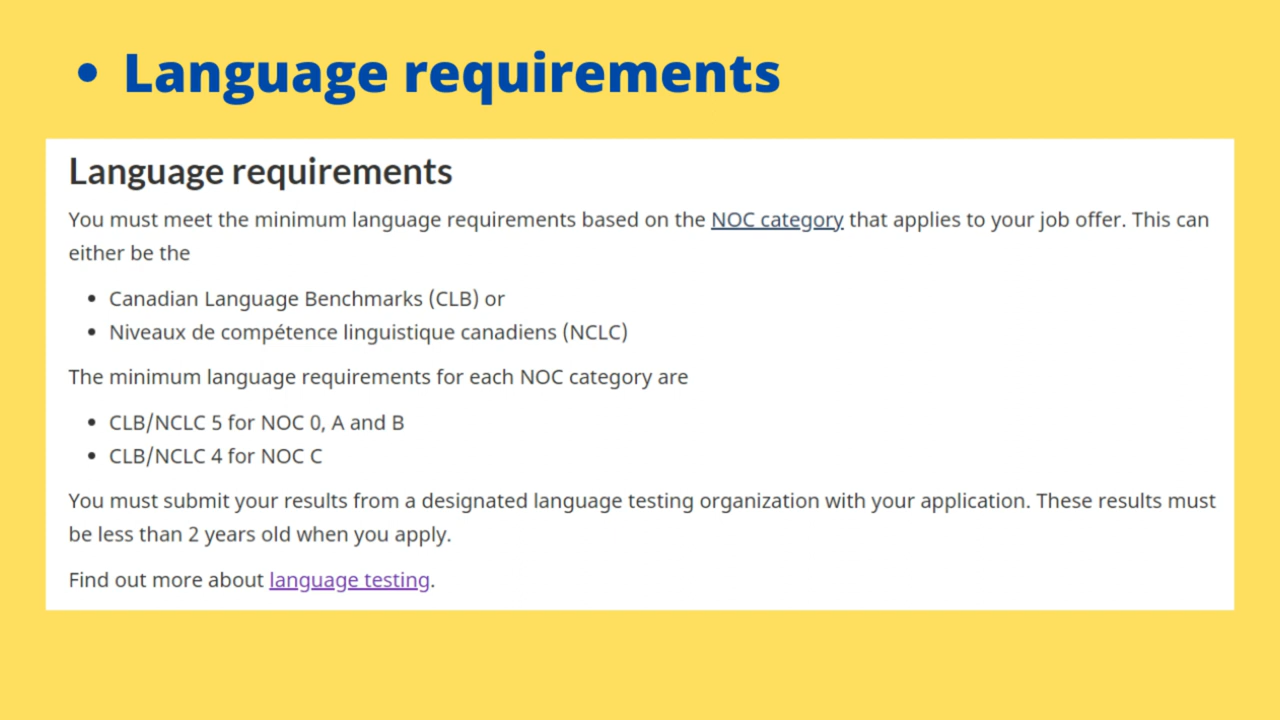 • Language requirements
Language requirements
You must meet the minimum language requirements based on the NOC category that applies to your job offer. This can
either be the
• Canadian Language Benchmarks (CLB) or
• Niveaux de compétence linguistique canadiens (NCLC)
The minimum language requirements for each NOC category are
• CLB/NCLC 5 for NOC 0, A and B
• CLB/NCLC 4 for NOC C
You must submit your results from a designated language testing organization with your application. These results must
be less than 2 years old when you apply.
Find out more about language testing.